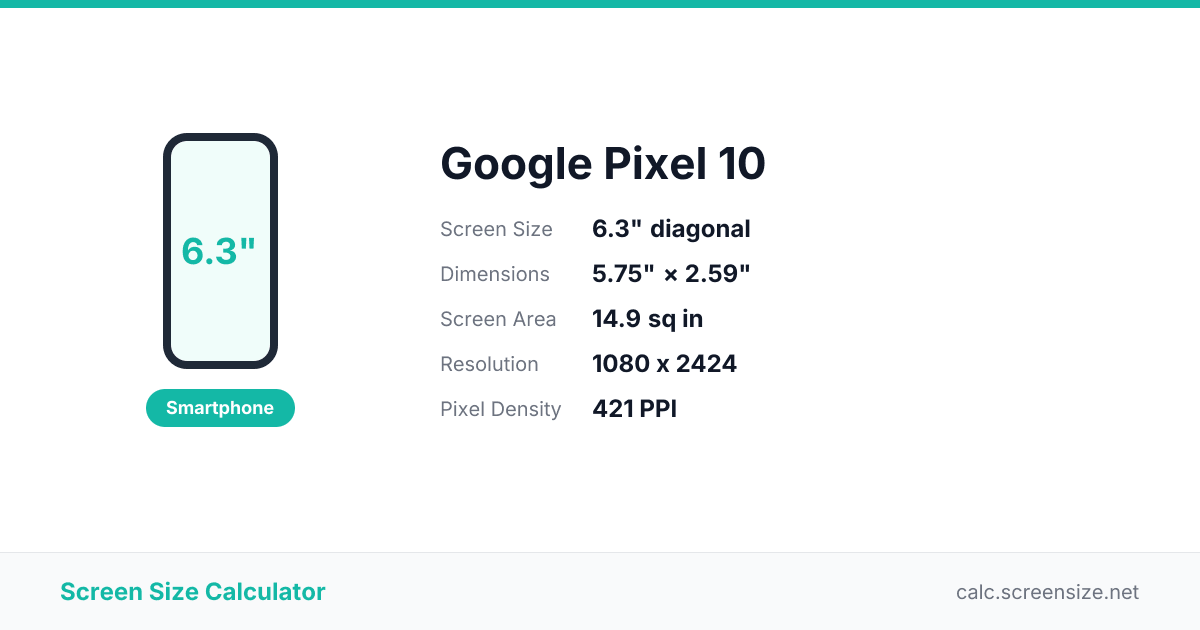 6.3"
Smartphone
Google Pixel 10
Screen Size 6.3" diagonal
Dimensions 5.75" × 2.59"
Screen Area 14.9 sq in
Resolution 1080 x 2424
Pixel Density 421 PPI
Screen Size Calculator
calc.screensize.net